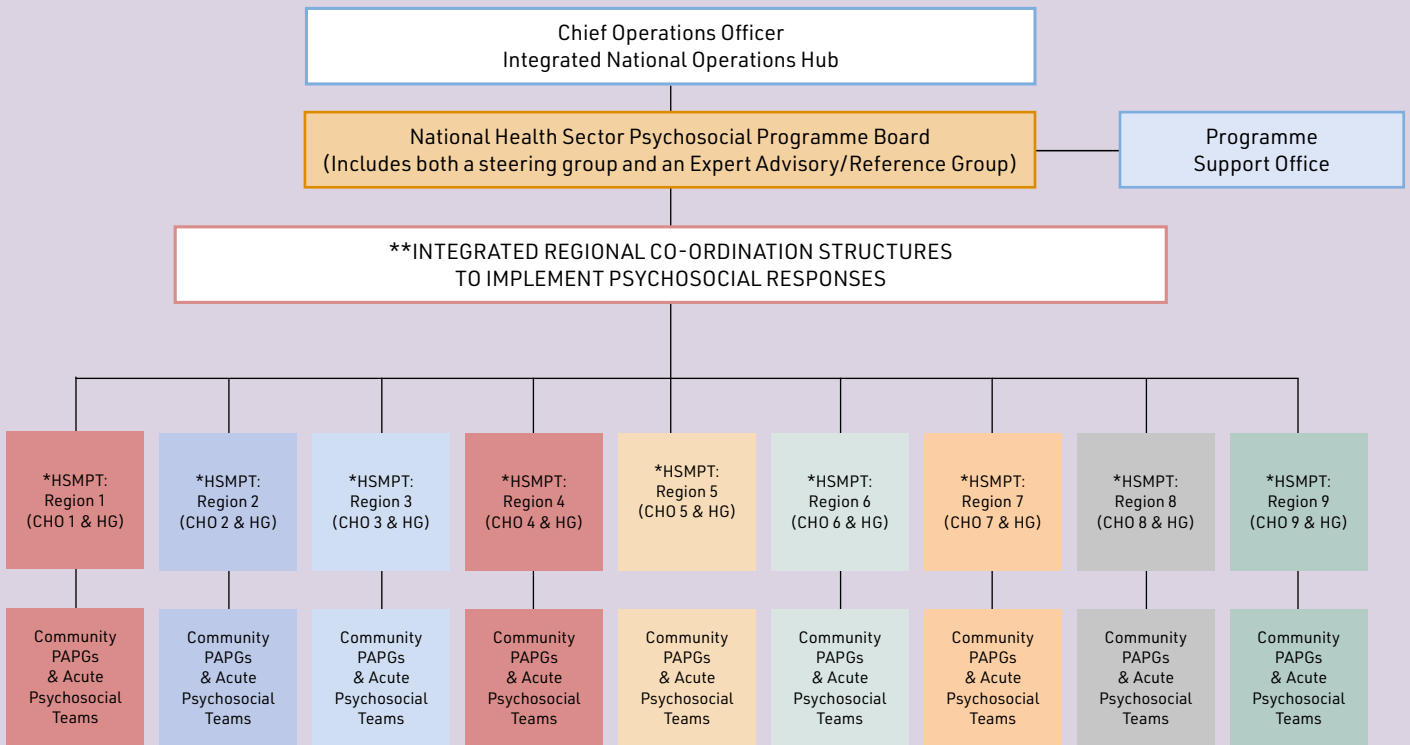 Chief Operations Officer
Integrated National Operations Hub
National Health Sector Psychosocial Programme Board
(Includes both a steering group and an Expert Advisory/Reference Group)
Programme
Support Office
**INTEGRATED REGIONAL CO-ORDINATION STRUCTURES
TO IMPLEMENT PSYCHOSOCIAL RESPONSES
*HSMPT:
Region 1
(CHO 1 & HG)
*HSMPT:
Region 2
(CHO 2 & HG)
*HSMPT:
Region 3
(CHO 3 & HG)
*HSMPT:
Region 4
(CHO 4 & HG)
*HSMPT:
Region 5
(CHO 5 & HG)
*HSMPT:
Region 6
(CHO 6 & HG)
*HSMPT:
Region 7
(CHO 7 & HG)
*HSMPT:
Region 8
(CHO 8 & HG)
*HSMPT:
Region 9
(CHO 9 & HG)
Community
PAPGs
& Acute
Psychosocial
Teams
Community
PAPGs
& Acute
Psychosocial
Teams
Community
PAPGs
& Acute
Psychosocial
Teams
Community
PAPGs
& Acute
Psychosocial
Teams
Community
PAPGs
& Acute
Psychosocial
Teams
Community
PAPGs
& Acute
Psychosocial
Teams
Community
PAPGs
& Acute
Psychosocial
Teams
Community
PAPGs
& Acute
Psychosocial
Teams
Community
PAPGs
& Acute
Psychosocial
Teams